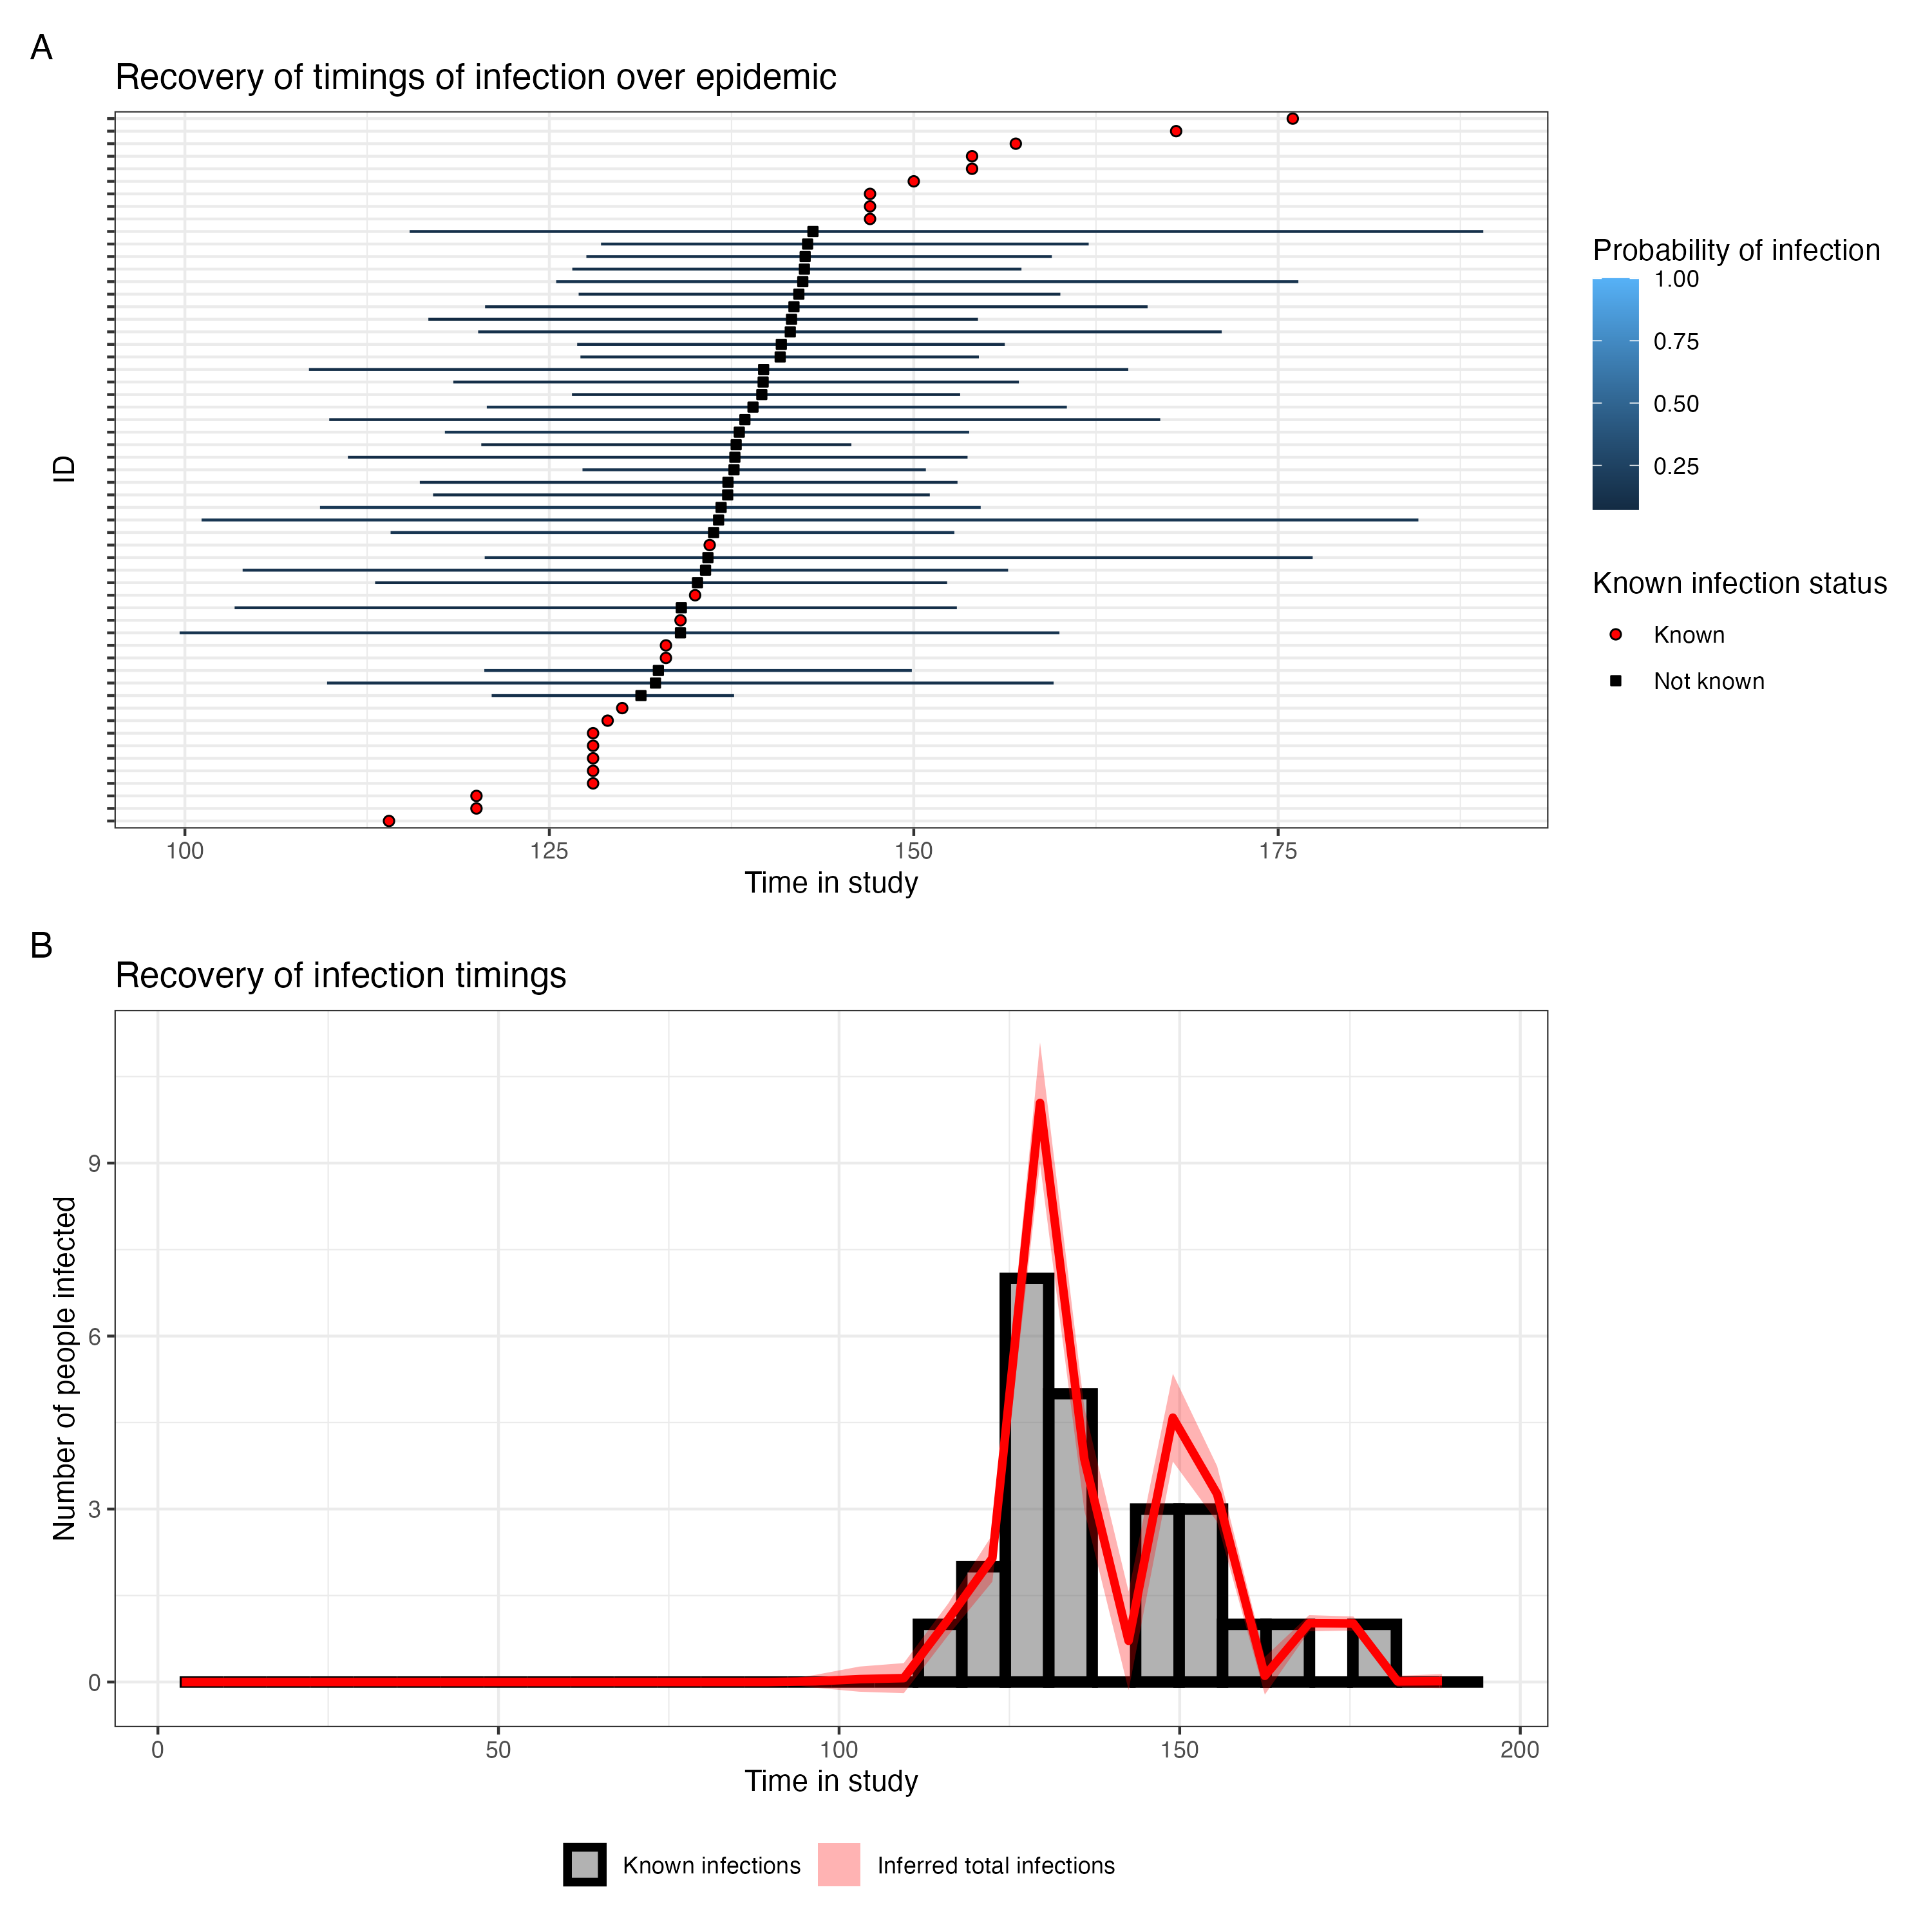 A
Recovery of timings of infection over epidemic
ID
100 125 150 175
Time in study
Probability of infection
1.00
0.75
0.50
0.25
Known infection status
Known
Not known
B
Recovery of infection timings
Number of people infected
9
6
3
0
0 50 100 150 200
Time in study
Known infections Inferred total infections